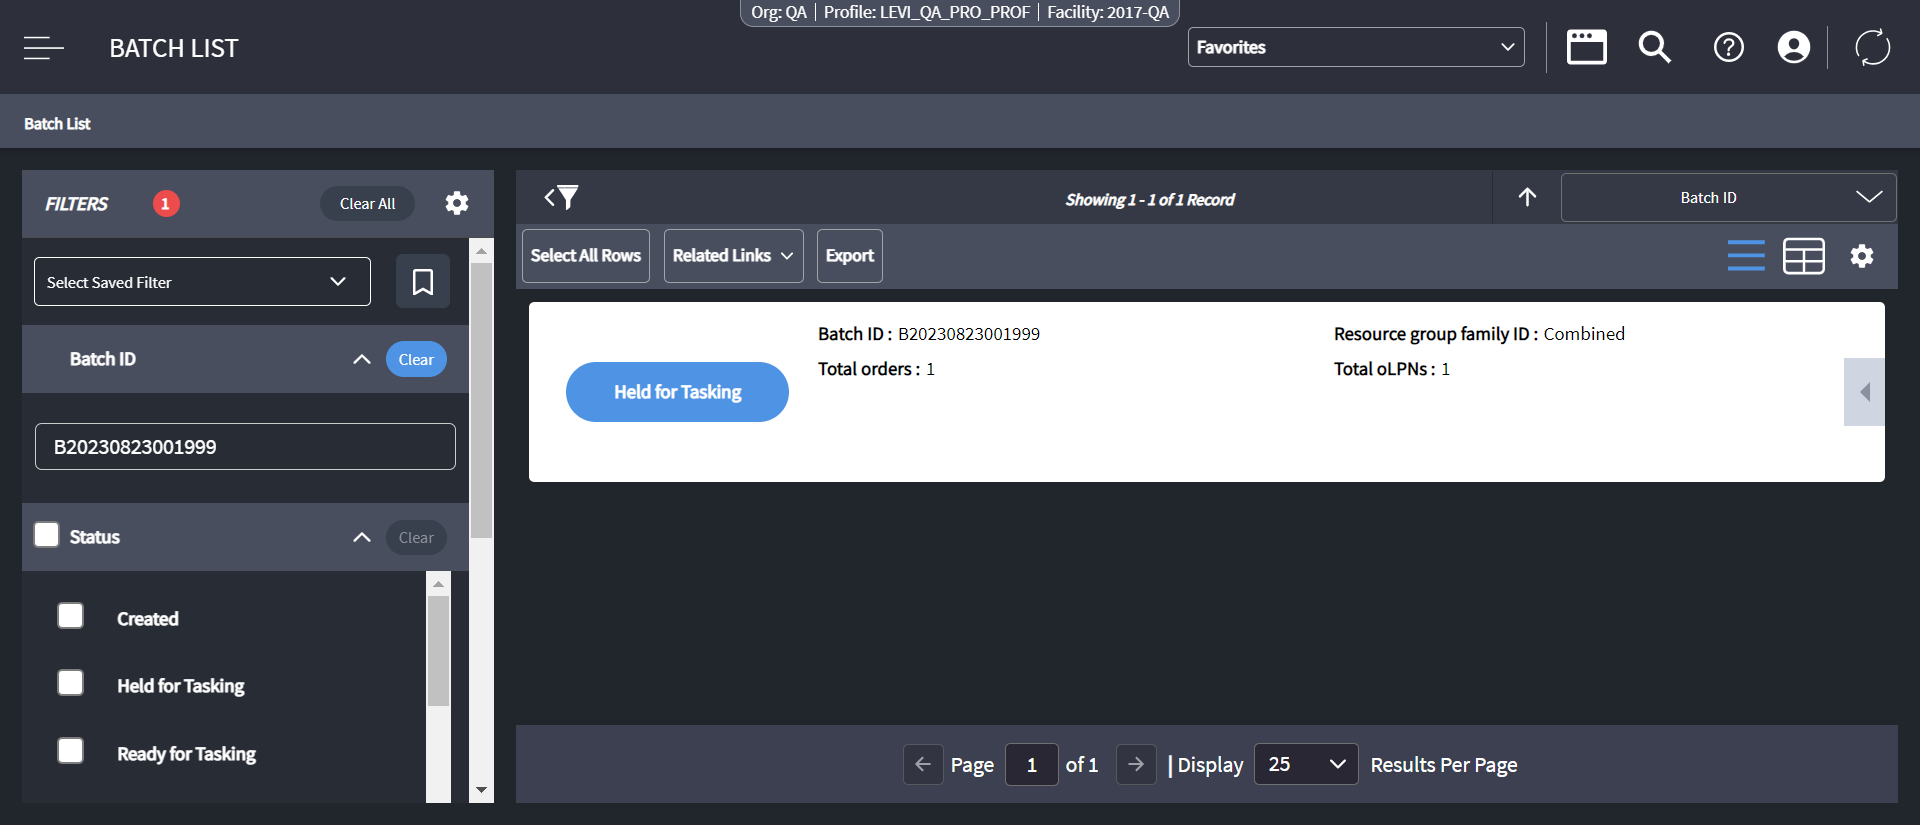 Org: QA | Profile: LEVI_QA_PRO_PROF | Facility: 2017-QA
BATCH LIST
Favorites
Batch List
FILTERS 1 Clear All
Select Saved Filter
Batch ID Clear
B20230823001999
Status Clear
Created
Held for Tasking
Ready for Tasking
Showing 1 - 1 of 1 Record
Batch ID
Select All Rows Related Links Export
Held for Tasking
Batch ID : B20230823001999
Resource group family ID : Combined
Total orders : 1
Total oLPNs : 1
Page 1 of 1 | Display 25 Results Per Page